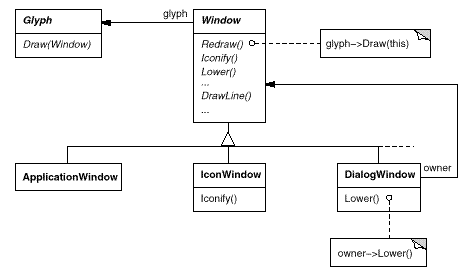 Glyph
Draw(Window)
glyph
Window
Redraw()
Iconify()
Lower()
...
DrawLine()
...
glyph->Draw(this)
ApplicationWindow
IconWindow
Iconify()
DialogWindow
Lower()
owner
owner->Lower()